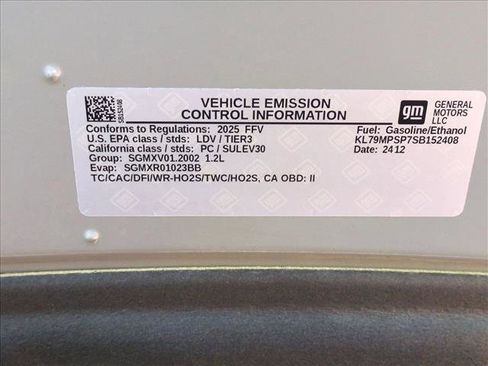 VEHICLE EMISSION
CONTROL INFORMATION
gm
GENERAL
MOTORS
LLC
SB152408
Conforms to Regulations: 2025 FFV
Fuel: Gasoline/Ethanol
U.S. EPA class / stds: LDV / TIER3
KL79MPSP7SB152408
California class / stds: PC / SULEV30
Date: 2412
Group: SGMXV01.2002 1.2L
Evap: SGMXR01023BB
TC/CAC/DFI/WR-HO2S/TWC/HO2S, CA OBD: II